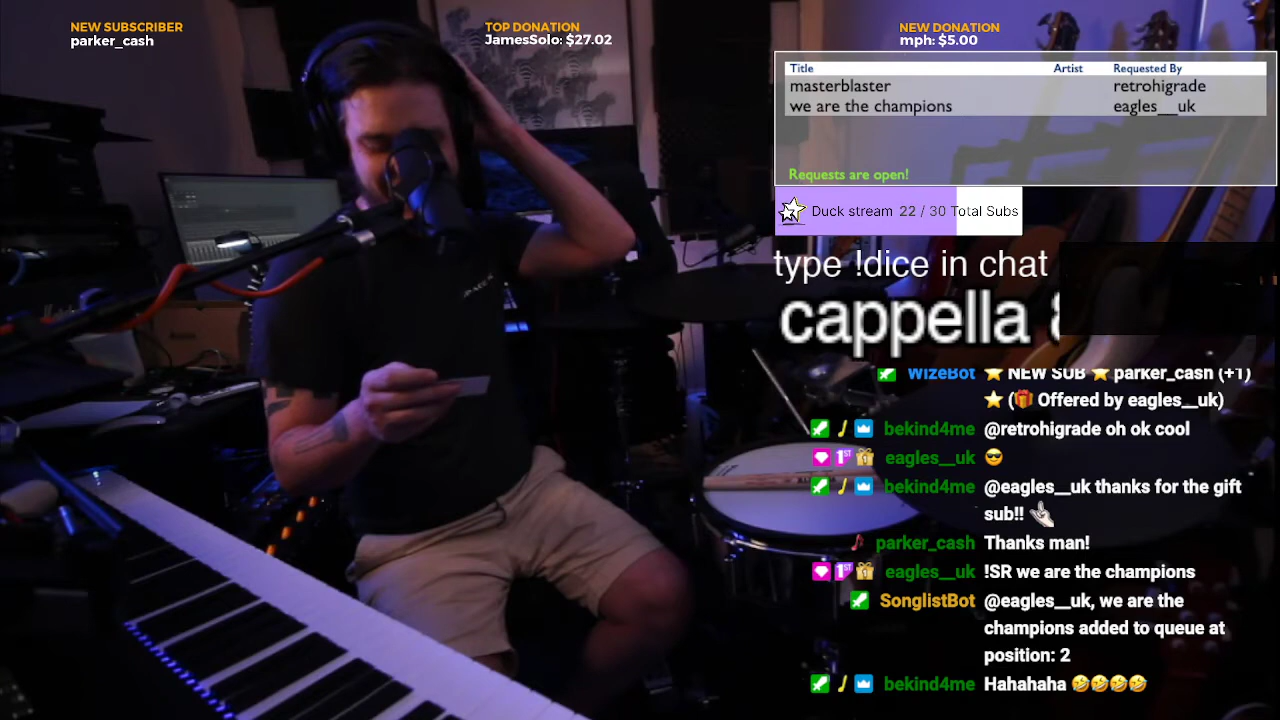 NEW SUBSCRIBER
parker_cash
TOP DONATION
JamesSolo: $27.02
NEW DONATION
mph: $5.00
Title Artist Requested By
masterblaster retrohigrade
we are the champions eagles__uk
Requests are open!
Duck stream 22 / 30 Total Subs
type !dice in chat
cappella
WizeBot ⭐ NEW SUB ⭐ parker_cash (+1)
⭐ (🎁 Offered by eagles__uk)
bekind4me @retrohigrade oh ok cool
1ST eagles__uk 😎
bekind4me @eagles__uk thanks for the gift
sub!!
parker_cash Thanks man!
1ST eagles__uk !SR we are the champions
SonglistBot @eagles__uk, we are the
champions added to queue at
position: 2
bekind4me Hahahaha 🤣🤣🤣🤣